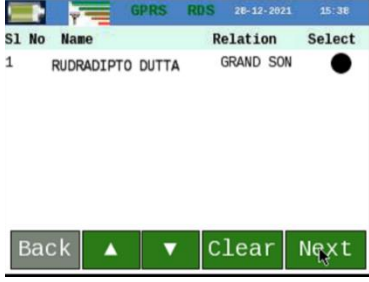 GPRS RDS 28-12-2021 15:38
Sl No Name Relation Select
1 RUDRADIPTO DUTTA GRAND SON
Back ▲ ▼ Clear Next